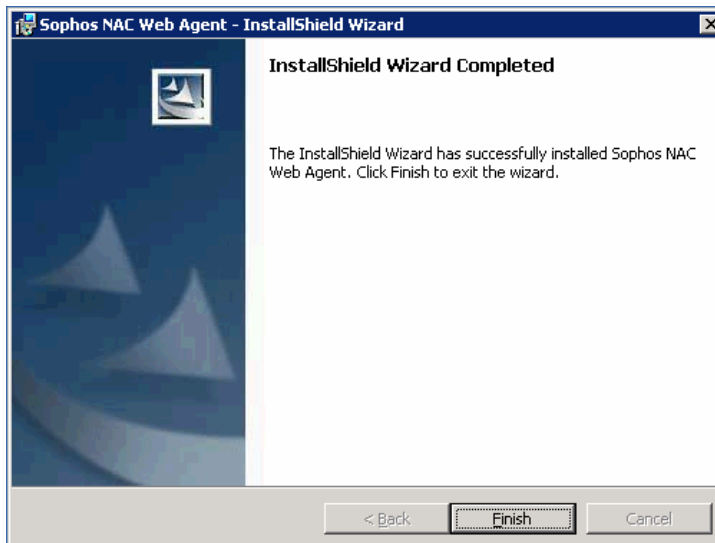 Sophos NAC Web Agent - InstallShield Wizard
InstallShield Wizard Completed
The InstallShield Wizard has successfully installed Sophos NAC
Web Agent. Click Finish to exit the wizard.
< Back
Finish
Cancel